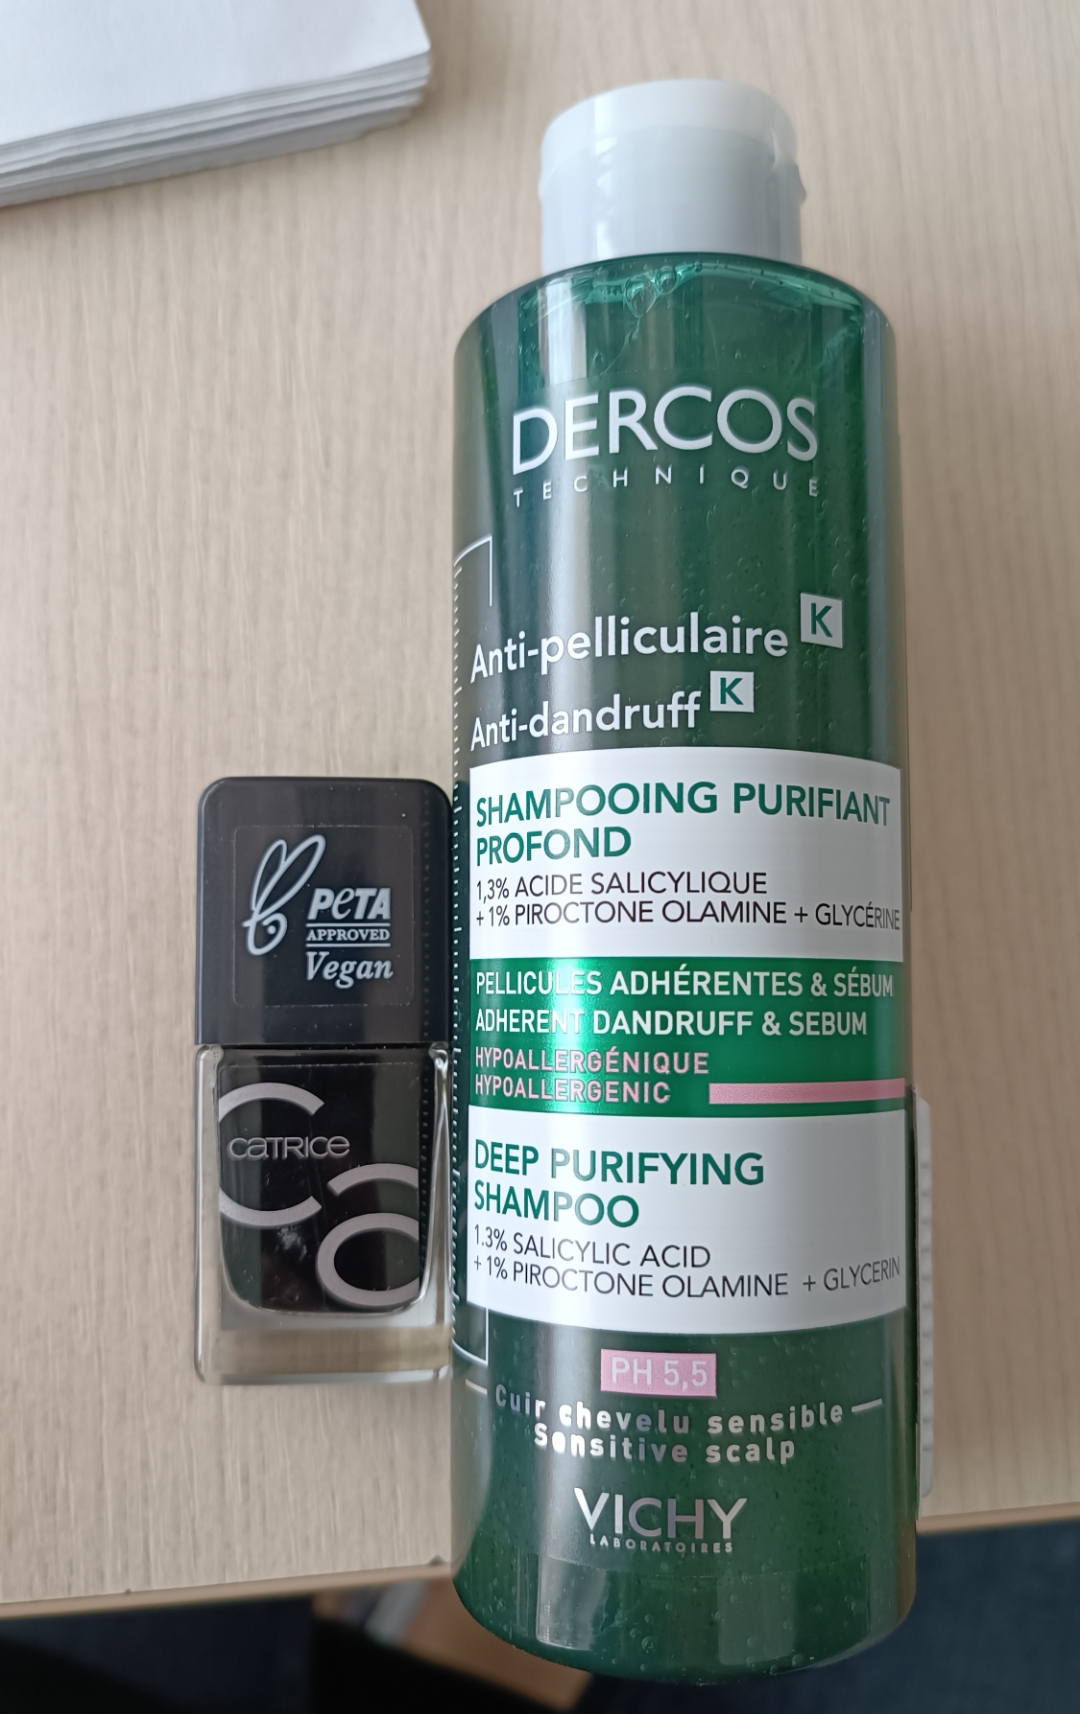 DERCOS
TECHNIQUE
Anti-pelliculaire K
Anti-dandruff K
SHAMPOOING PURIFIANT
PROFOND
1,3% ACIDE SALICYLIQUE
+ 1% PIROCTONE OLAMINE + GLYCÉRINE
PELLICULES ADHÉRENTES & SÉBUM
ADHERENT DANDRUFF & SEBUM
HYPOALLERGÉNIQUE
HYPOALLERGENIC
DEEP PURIFYING
SHAMPOO
1.3% SALICYLIC ACID
+ 1% PIROCTONE OLAMINE + GLYCERIN
PH 5,5
Cuir chevelu sensible
Sensitive scalp
VICHY
LABORATOIRES
PETA
APPROVED
Vegan
CATRICE
CO